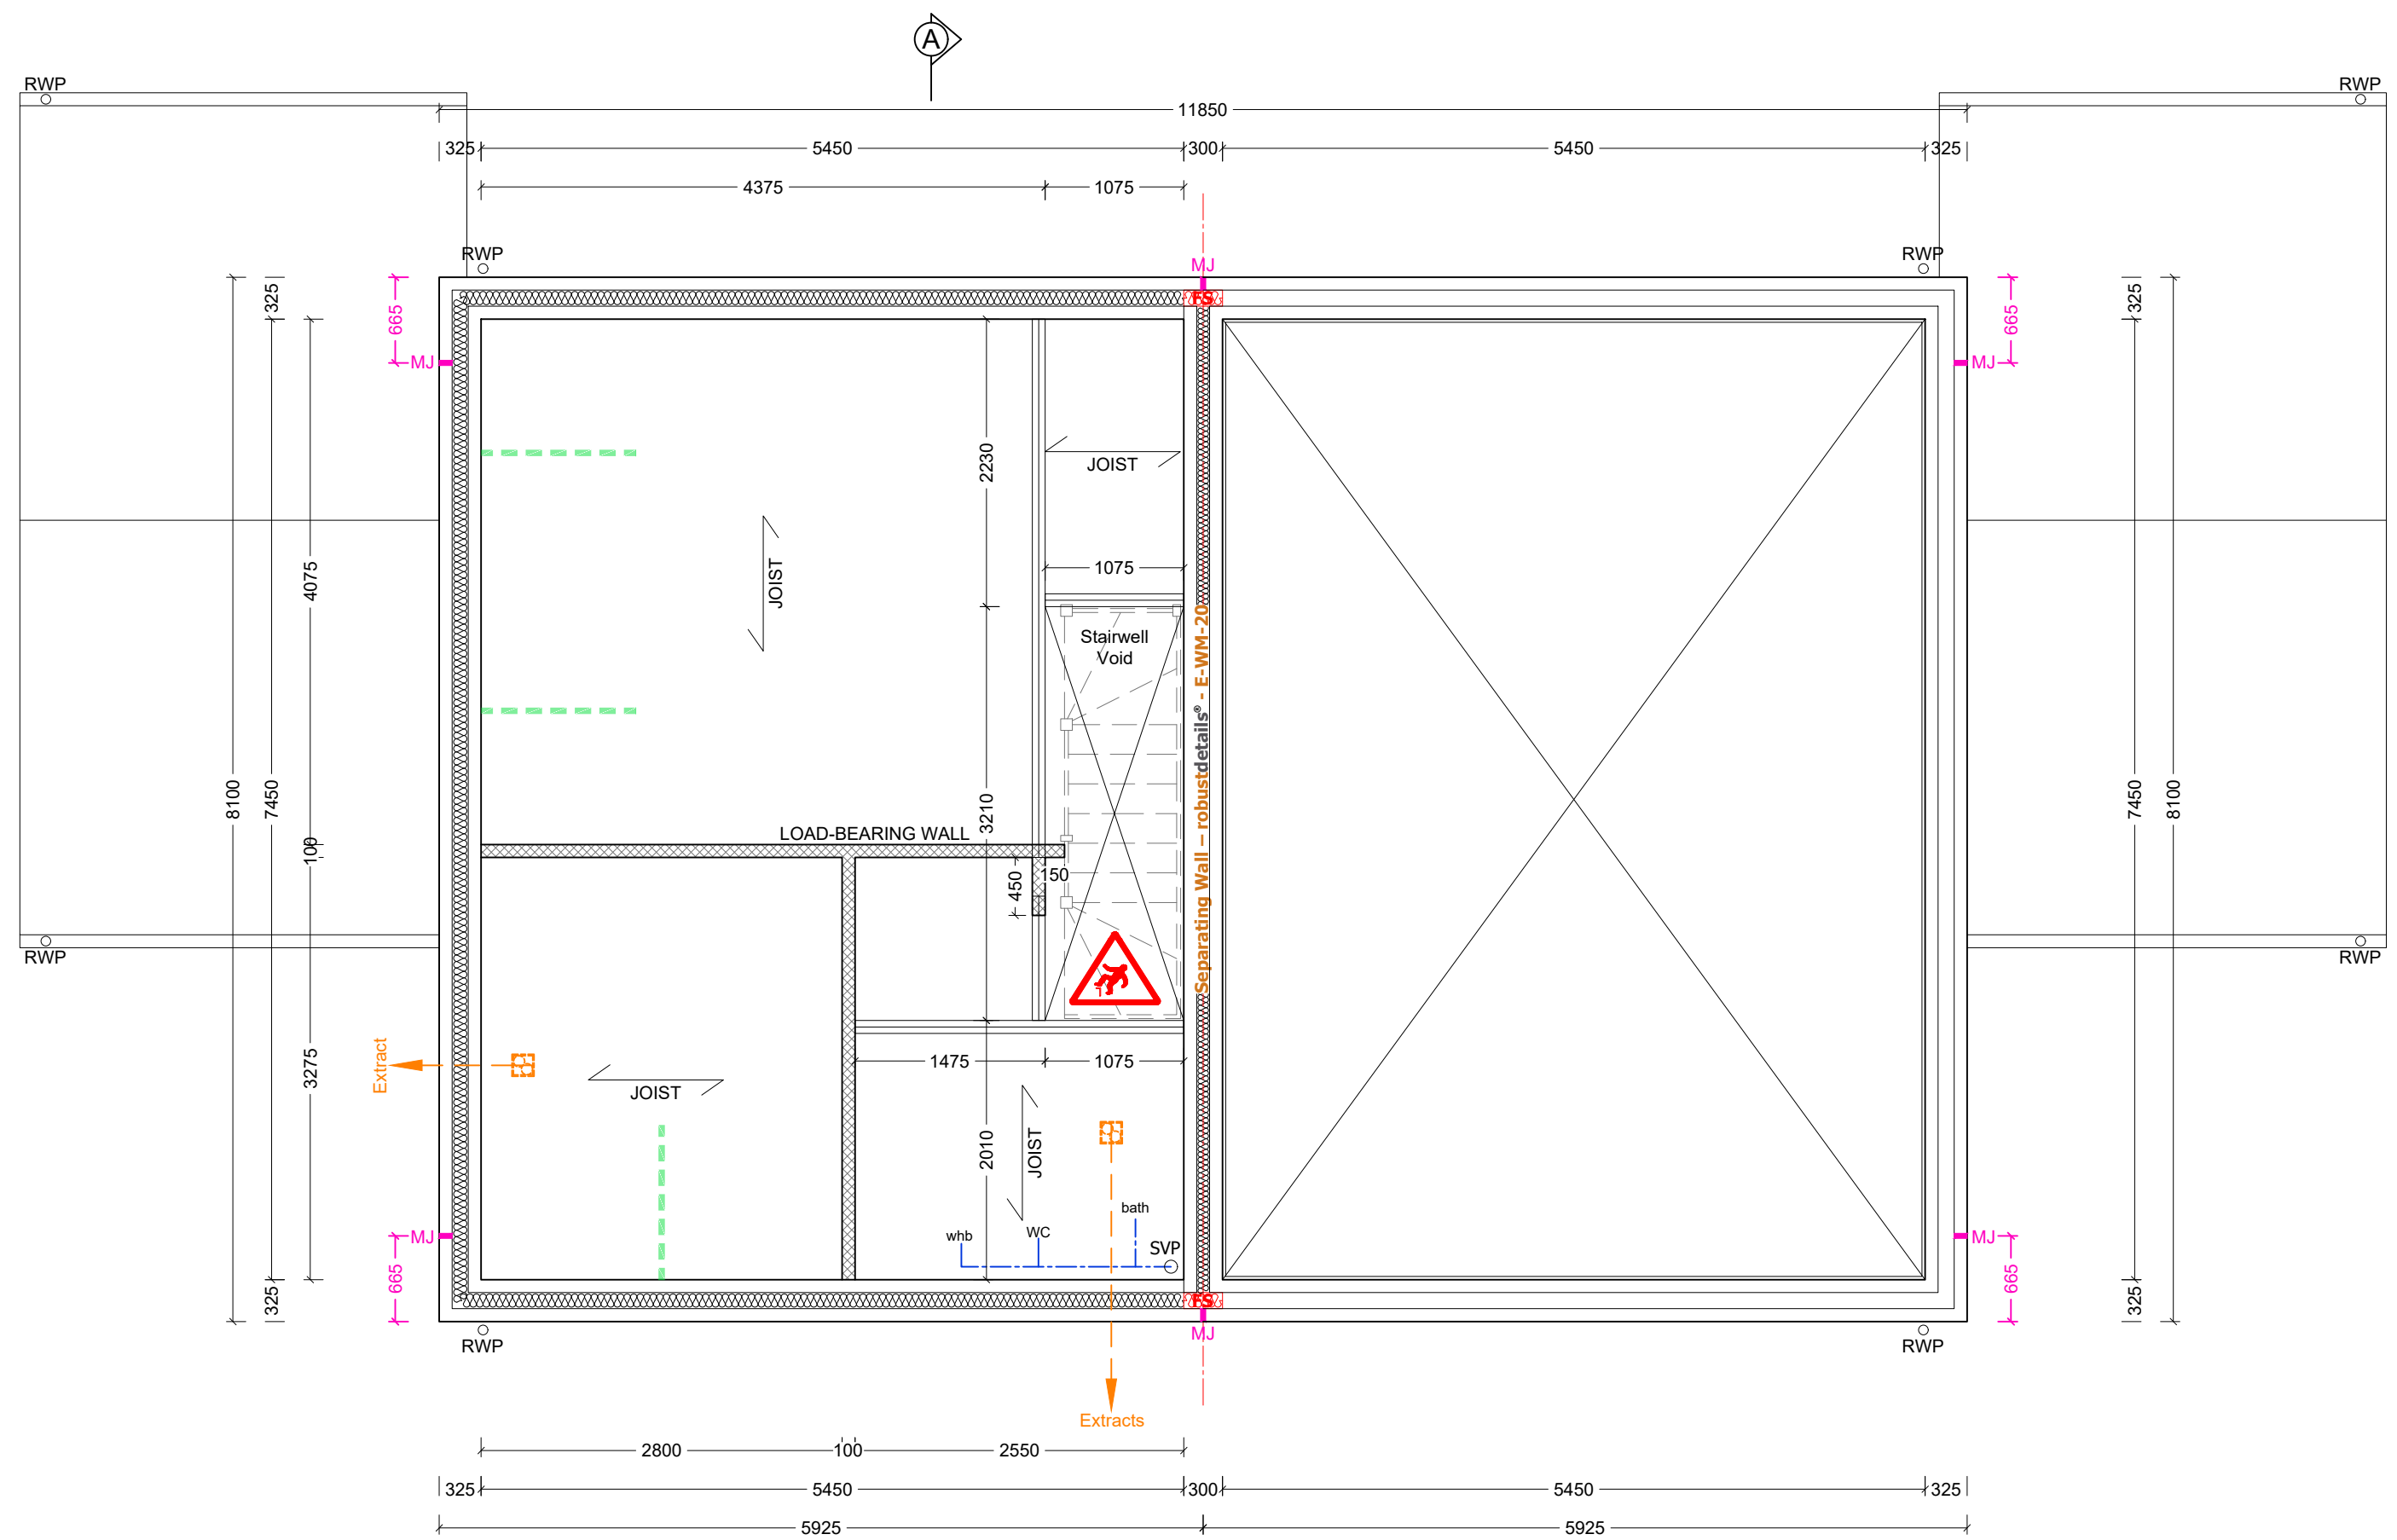 A
RWP
RWP
11850
325
5450
300
5450
325
4375
1075
RWP
MJ
RWP
FS
325
665
MJ
665
MJ
325
2230
JOIST
4075
JOIST
1075
Stairwell
Void
8100
7450
3210
LOAD-BEARING WALL
100
450
150
Separating Wall – robustdetails® - E-WM-20
7450
8100
RWP
RWP
Extract
3275
JOIST
1475
1075
2010
JOIST
bath
whb
WC
SVP
MJ
665
325
FS
MJ
665
325
RWP
MJ
RWP
Extracts
2800
100
2550
325
5450
300
5450
325
5925
5925